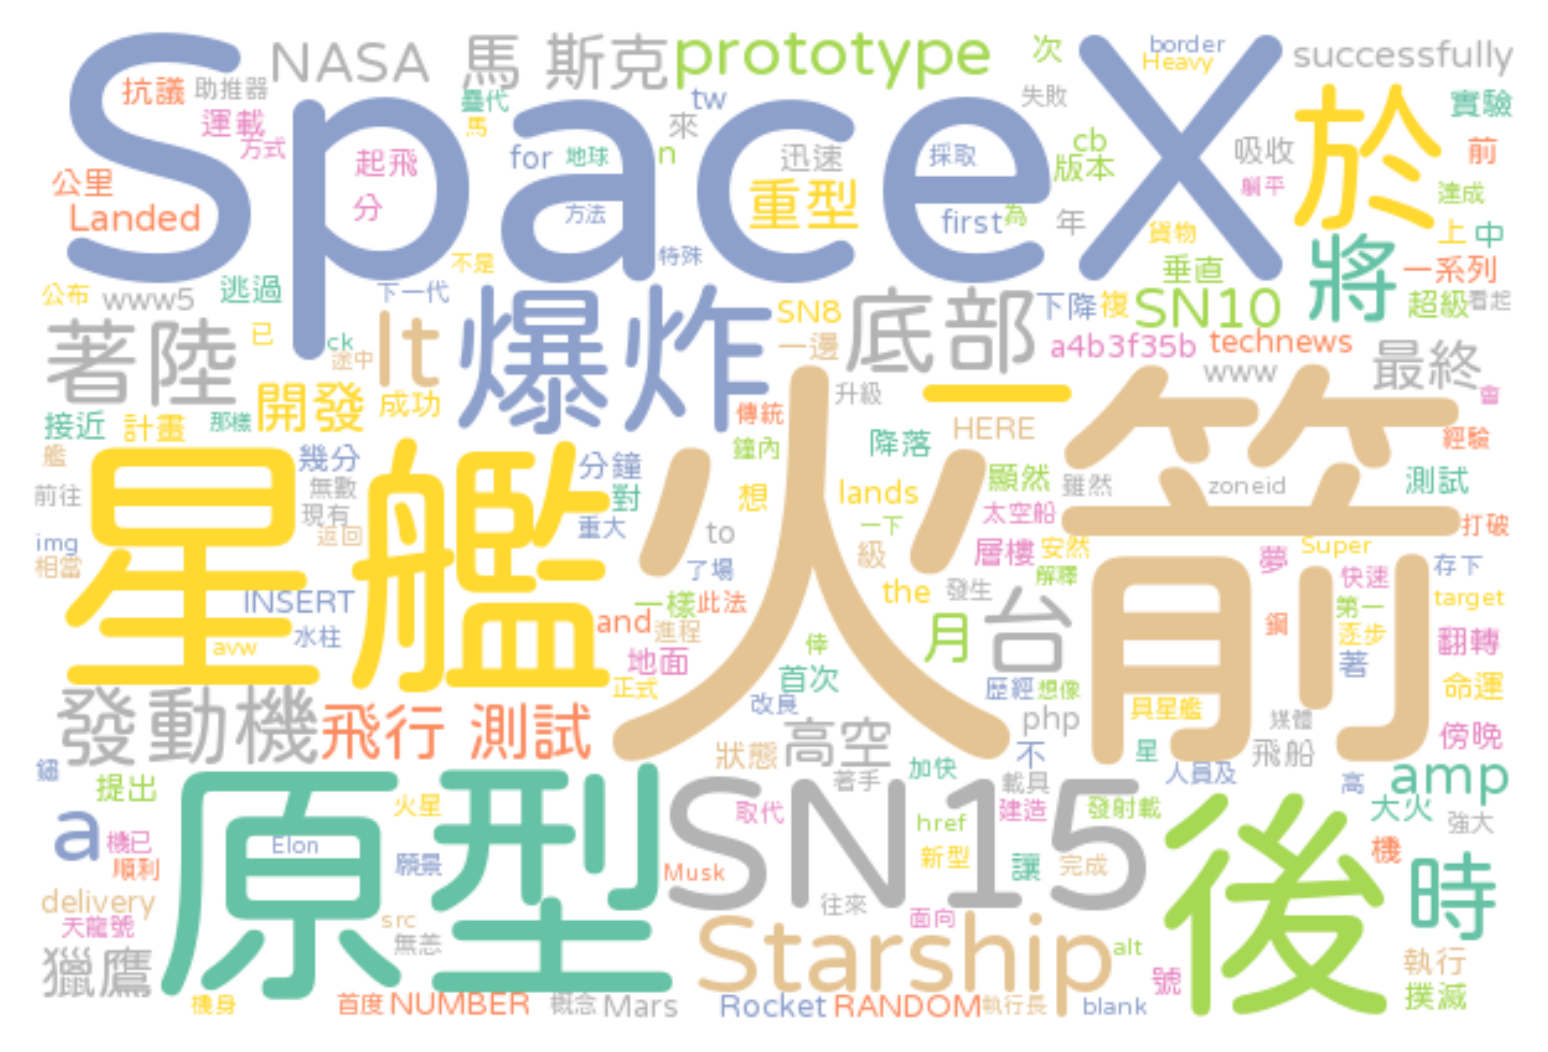 NASA 馬斯克 prototype 次 border successfully
Heavy
抗議 助推器 疊代 tw 失敗 於 實驗
SpaceX
運載 馬 來 cb 吸收 前
方式 起飛 for 地球 n 迅速 採取 版本 躺平 達成
公里 分 方法 重型 first 為 年 貨物 上 中
Landed 不是 特殊 垂直 將 一系列
公布 www5 逃過 下一代 SN8 底部 下降 複 SN10 超級 看起
著陸 已 ck 途中 lt 爆炸 一邊 a4b3f35b technews 最終
開發 成功 升級 一 www 會
接近 計畫 那樣 傳統 HERE 經驗
艦 幾分 分鐘 鐘內 降落 顯然 雖然 zoneid 測試
前往 無數 對 想 lands 太空船 打破
現有 重大 一下 火箭
img 返回 to 級 層樓 安然 夢 Super 存下
相當 星艦 了場 the 發生 解釋 快速 target
INSERT 一樣 此法 月 台 鋼 第一
水柱 and 進程 倖 逐步 翻轉
avw 地面 首次 著
正式 改良 歷經 想像 具星艦 命運
發動機 飛行 測試 高空 php 媒體 傍晚
狀態 不 星 飛船
鏽 提出 著手 加快 載具 人員及 高 amp
火星 取代 SN15 href 建造 發射載 後 大火 強大
a 機已 Elon 原型 新型 讓 完成 機
順利 願景 Musk 時
delivery 往來 面向
天龍號 src Starship alt
獵鷹 無恙 號 執行
機身 首度 NUMBER 概念 Mars Rocket RANDOM 執行長 blank 撲滅